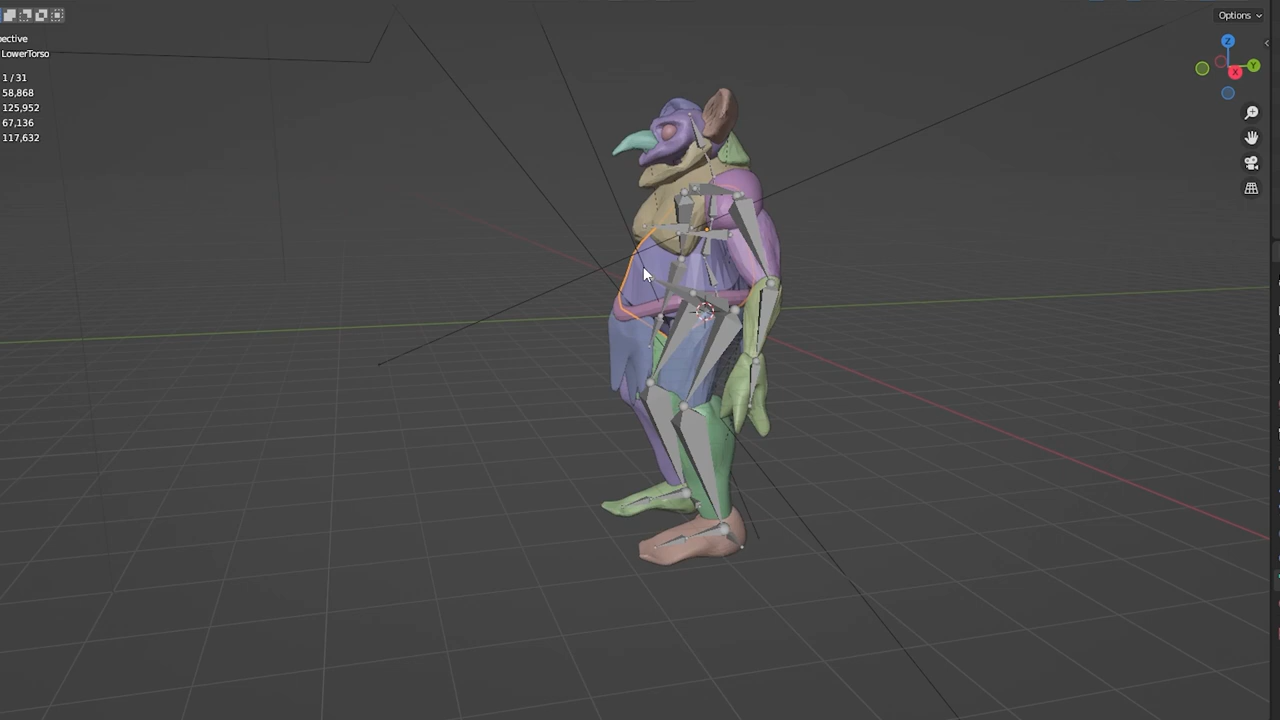 Options
ective
LowerTorso
1 / 31
58,868
125,952
67,136
117,632
Z
Y
X